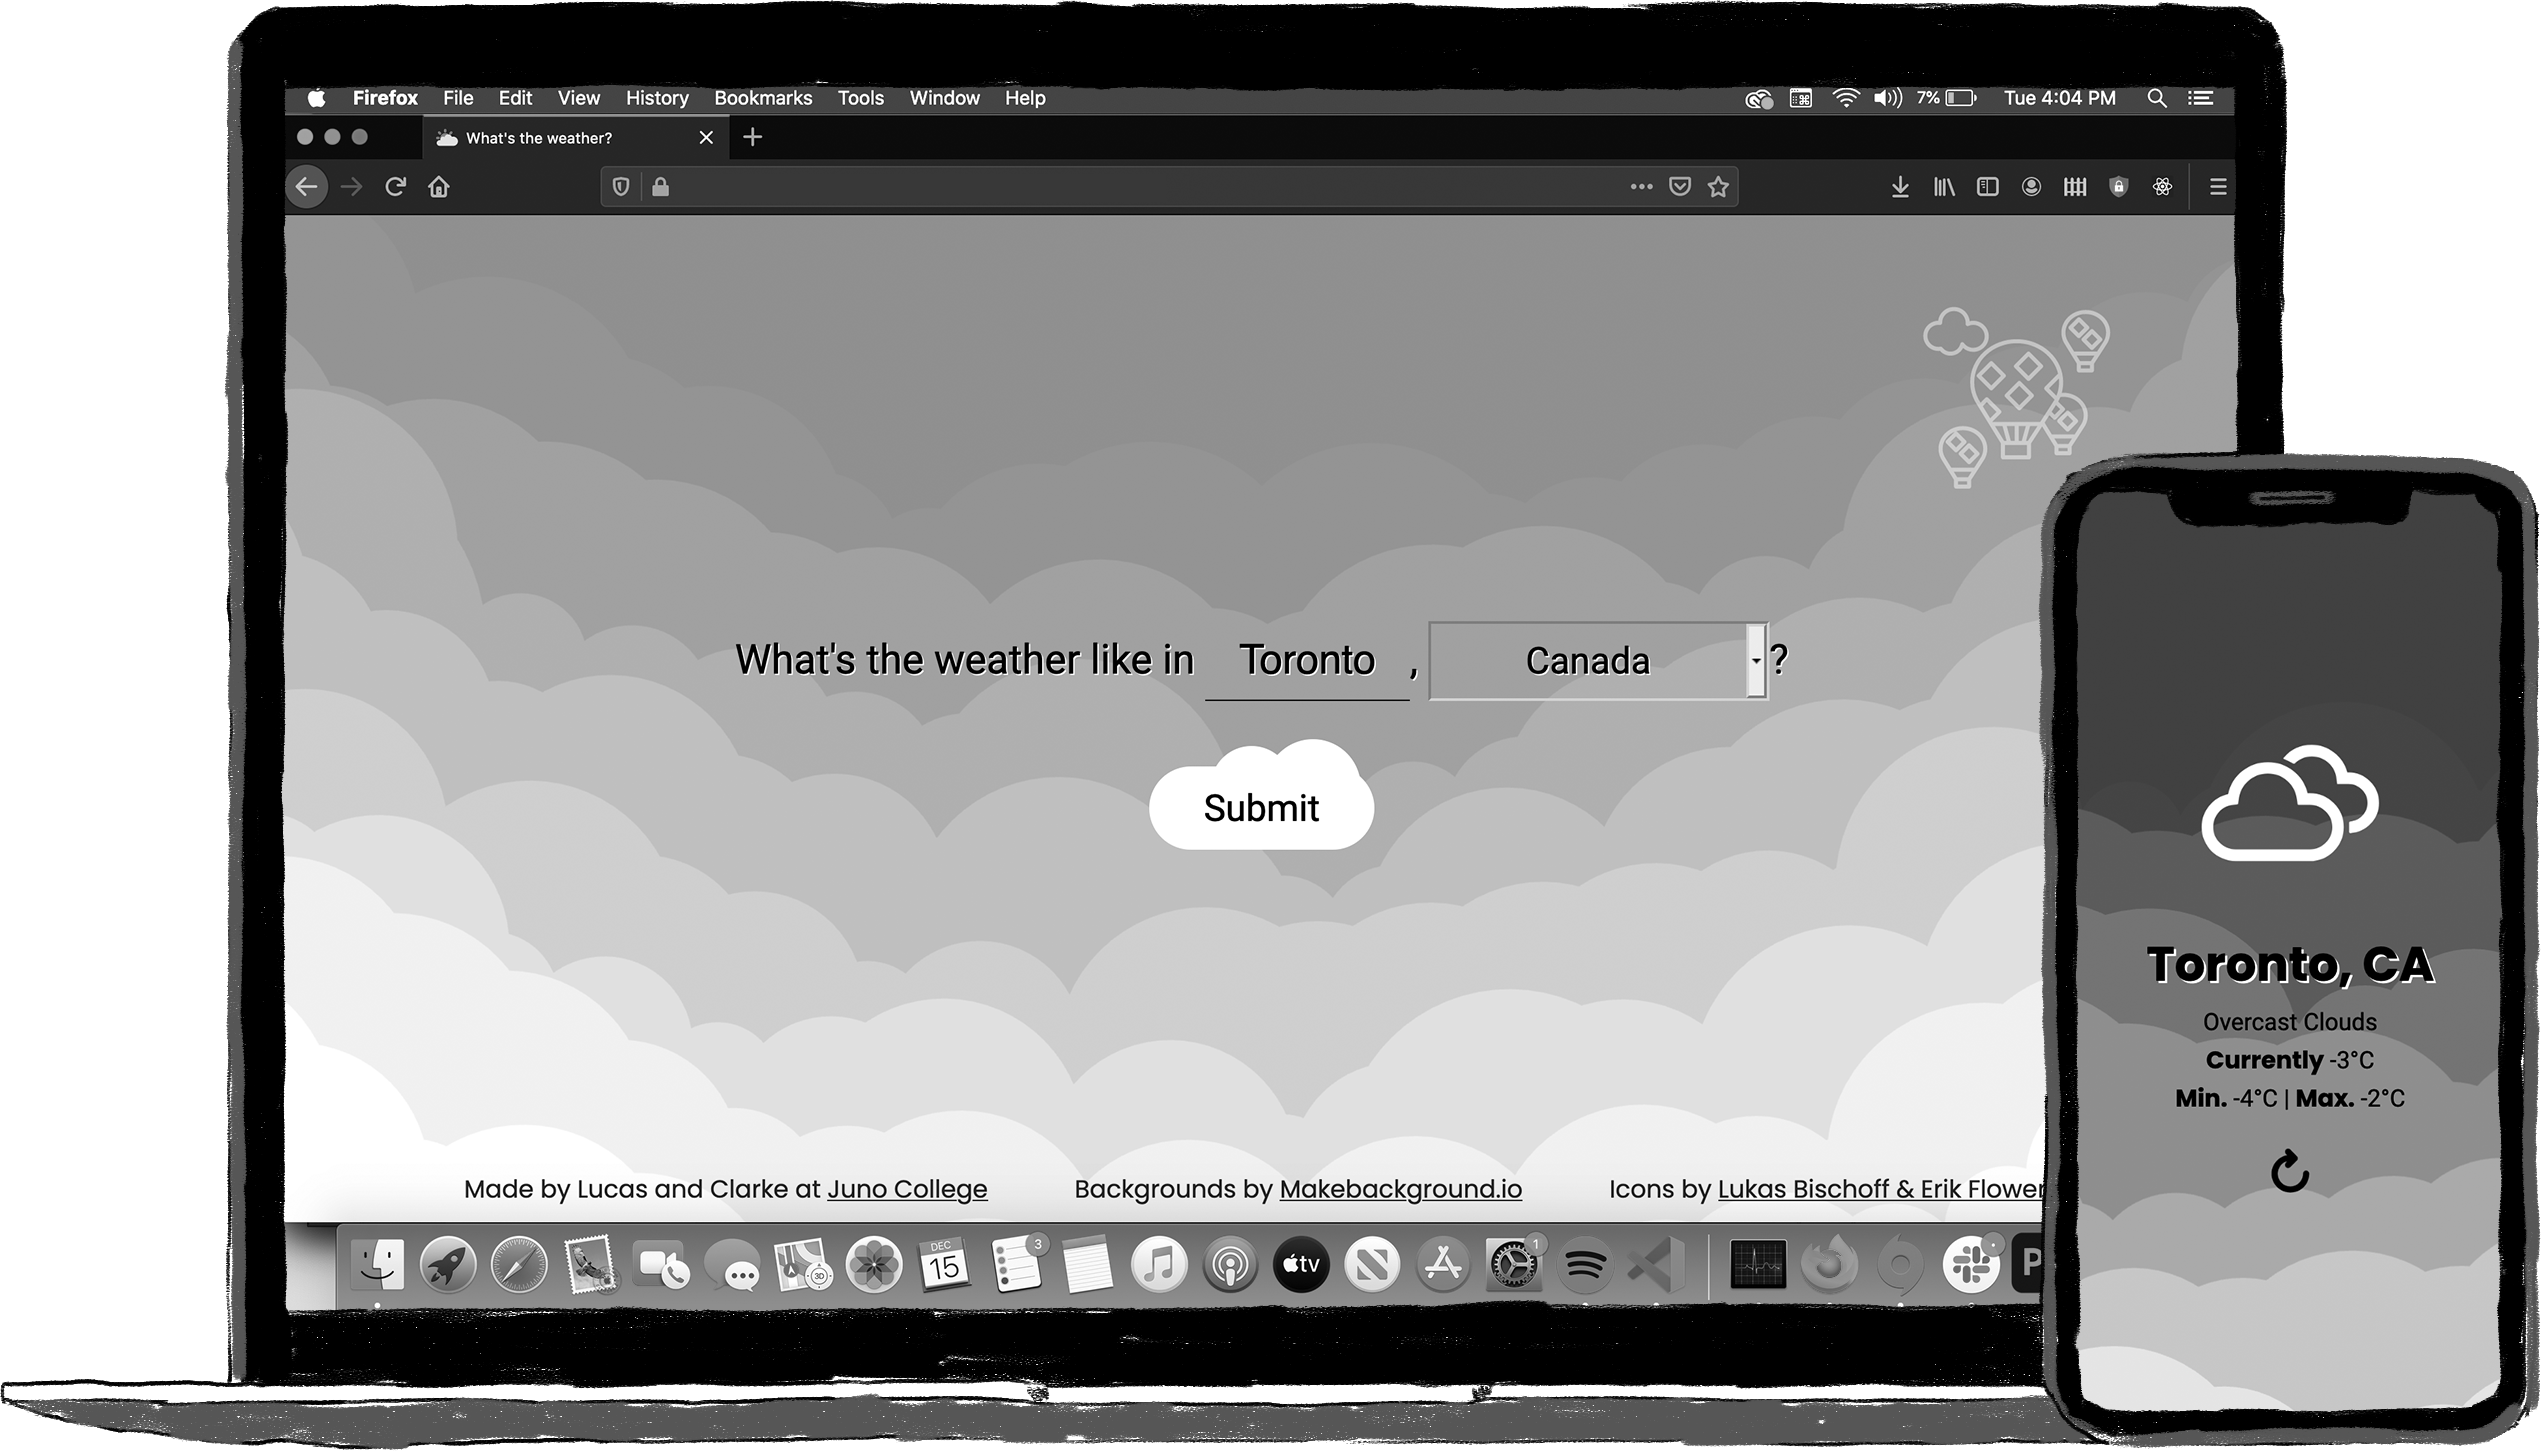 Firefox File Edit View History Bookmarks Tools Window Help 7% Tue 4:04 PM
What's the weather?
What's the weather like in Toronto , Canada ?
Submit
Made by Lucas and Clarke at Juno College Backgrounds by Makebackground.io Icons by Lukas Bischoff & Erik Flower
DEC
15
3
3D
tv
1
P
Toronto, CA
Overcast Clouds
Currently -3°C
Min. -4°C | Max. -2°C